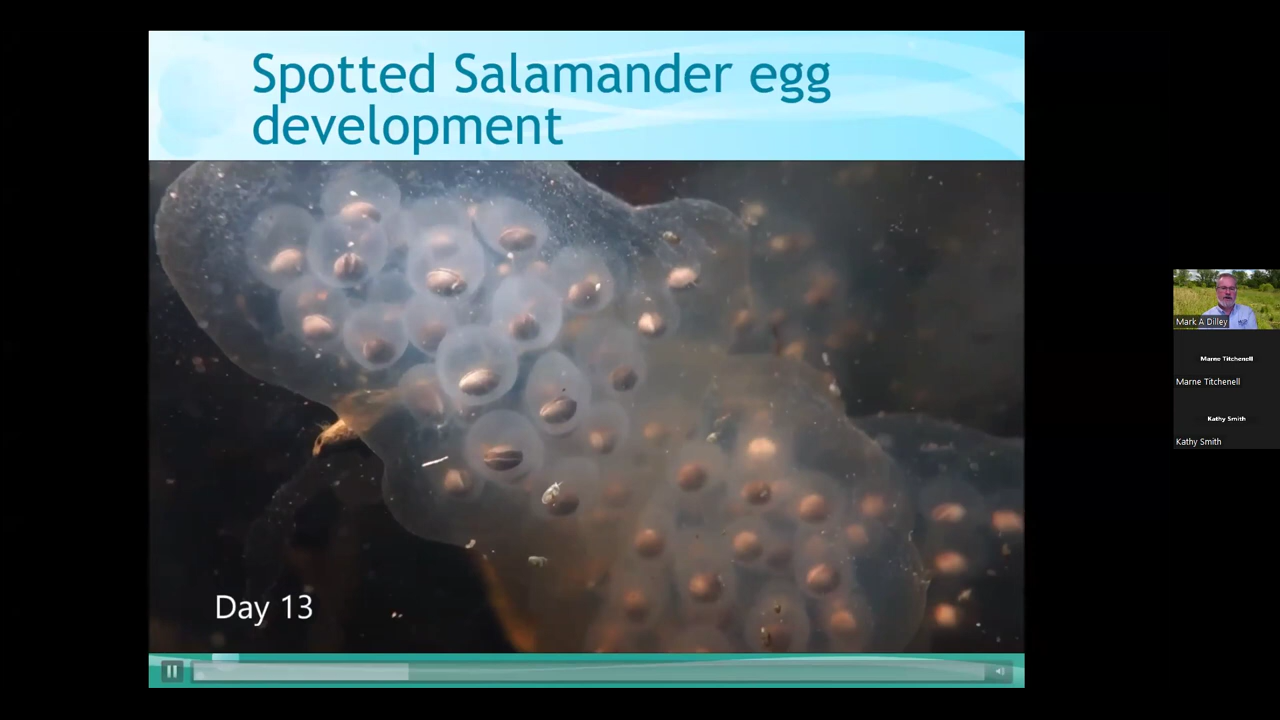 Spotted Salamander egg
development
Day 13
Mark A Dilley
Marne Titchenell
Marne Titchenell
Kathy Smith
Kathy Smith